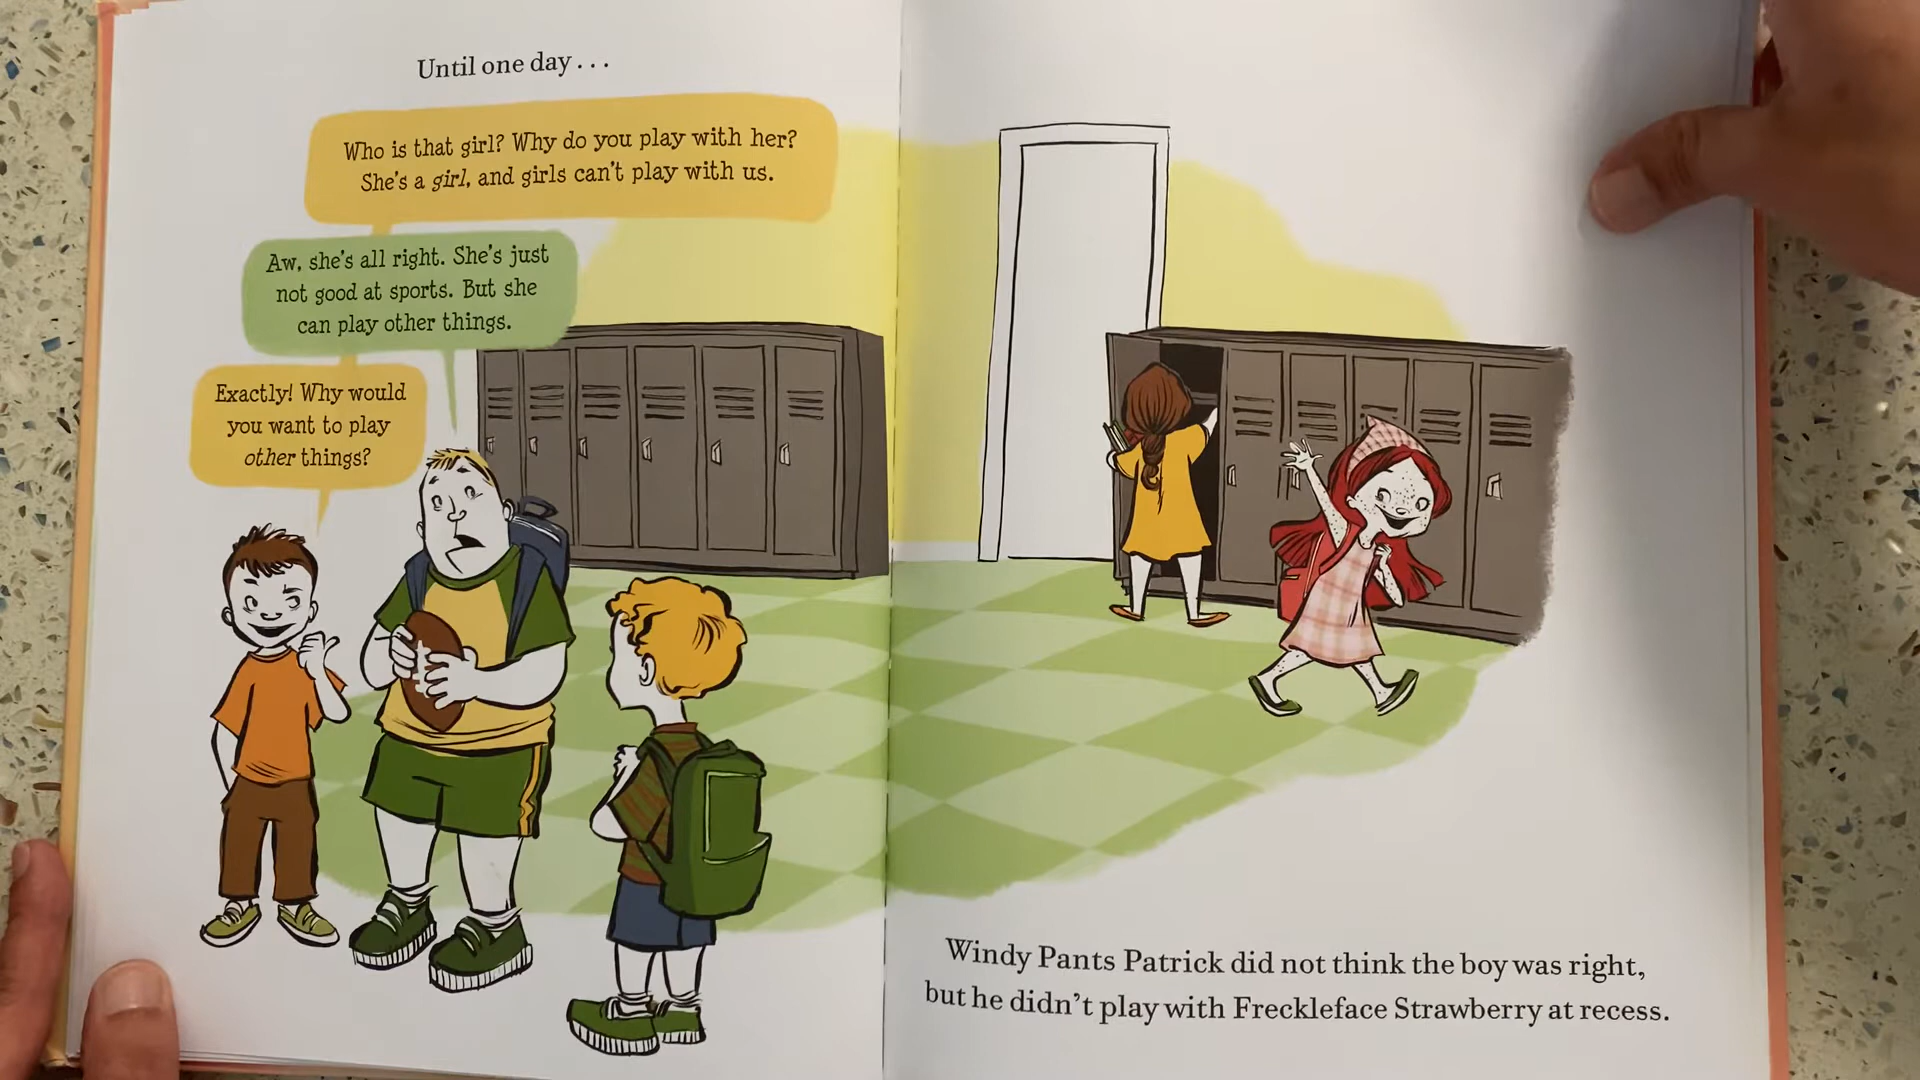 Until one day . . .
Who is that girl? Why do you play with her?
She's a girl, and girls can't play with us.
Aw, she's all right. She's just
not good at sports. But she
can play other things.
Exactly! Why would
you want to play
other things?
Windy Pants Patrick did not think the boy was right,
but he didn't play with Freckleface Strawberry at recess.